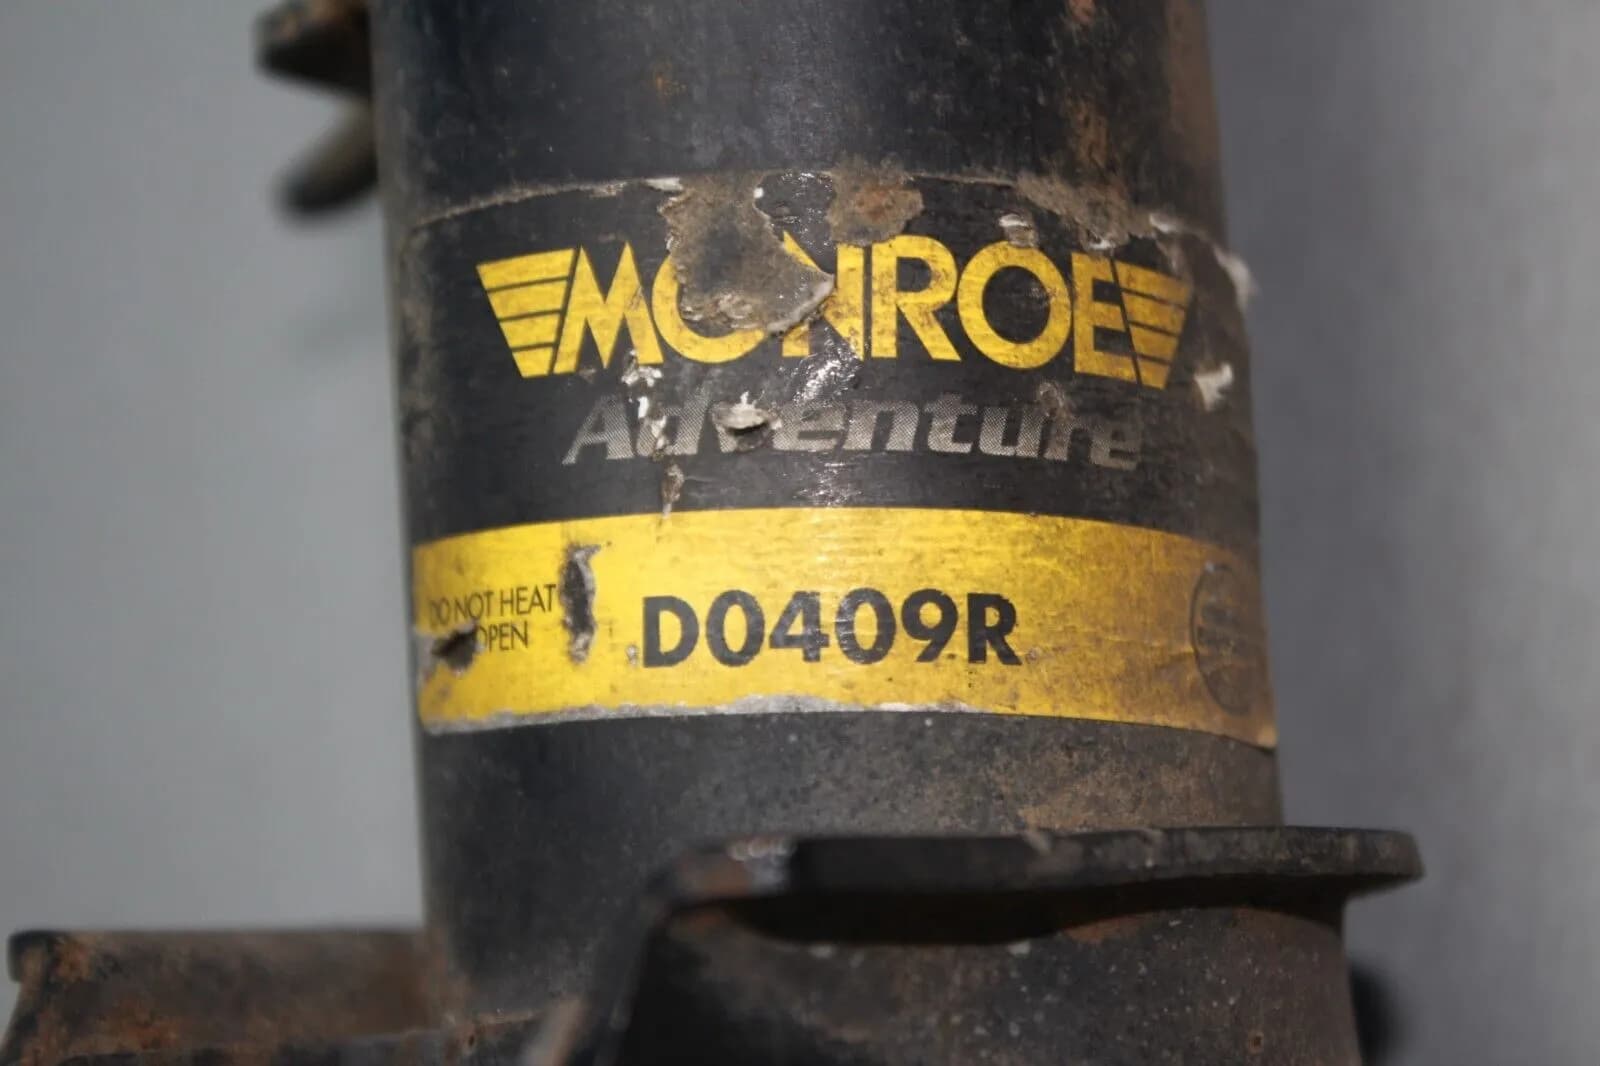 MONROE
Adventure
DO NOT HEAT
OPEN
D0409R